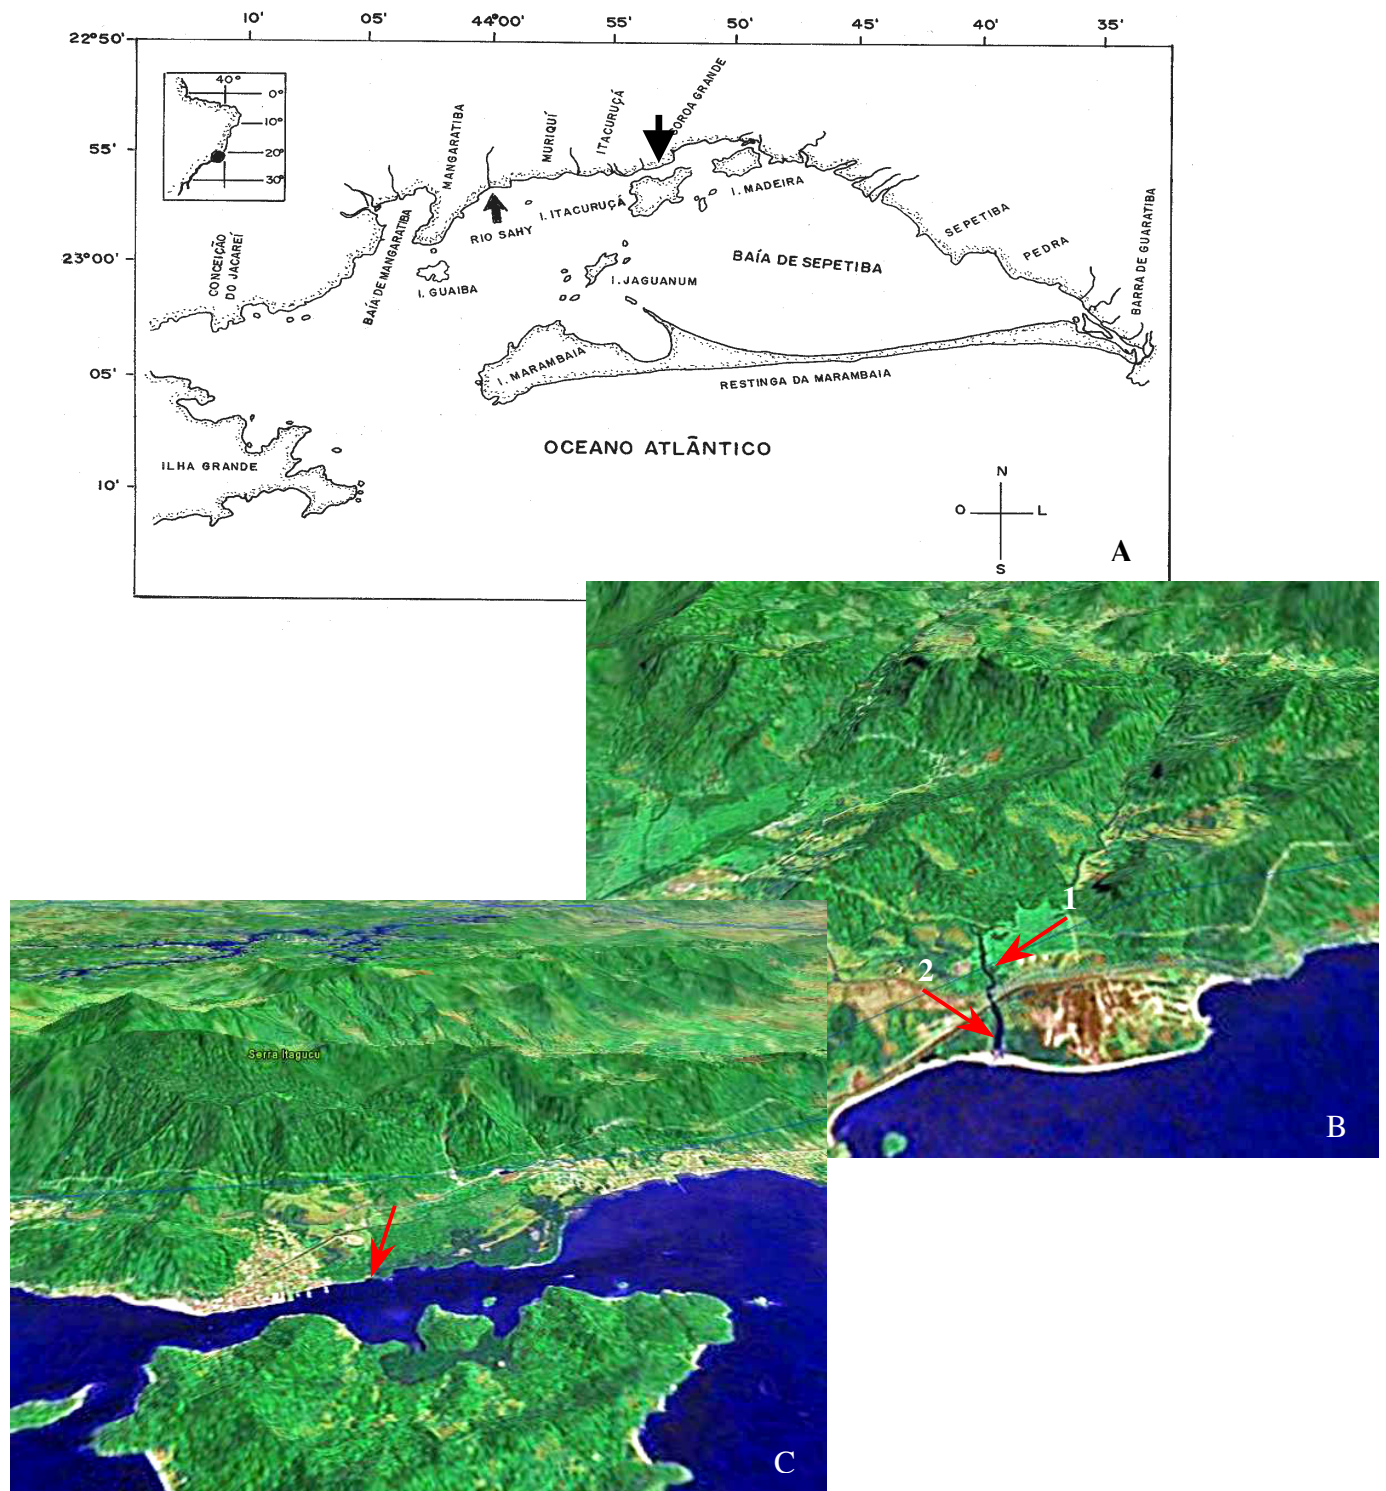 10'
05'
44°00'
55'
50'
45'
40'
35'
22°50'
55'
23°00'
05'
10'
40°
0°
10°
20°
30°
MANGARATIBA
MURIQUÍ
ITACURUÇÁ
COROA GRANDE
I. MADEIRA
I. ITACURUÇÁ
RIO SAHY
CONCEIÇÃO
DO JACAREÍ
BAÍA DE MANGARATIBA
I. GUAIBA
I. JAGUANUM
BAÍA DE SEPETIBA
SEPETIBA
PEDRA
BARRA DE GUARATIBA
I. MARAMBAIA
RESTINGA DA MARAMBAIA
OCEANO ATLÂNTICO
ILHA GRANDE
N
O
L
S
A
1
2
B
Serra Itaguçu
C